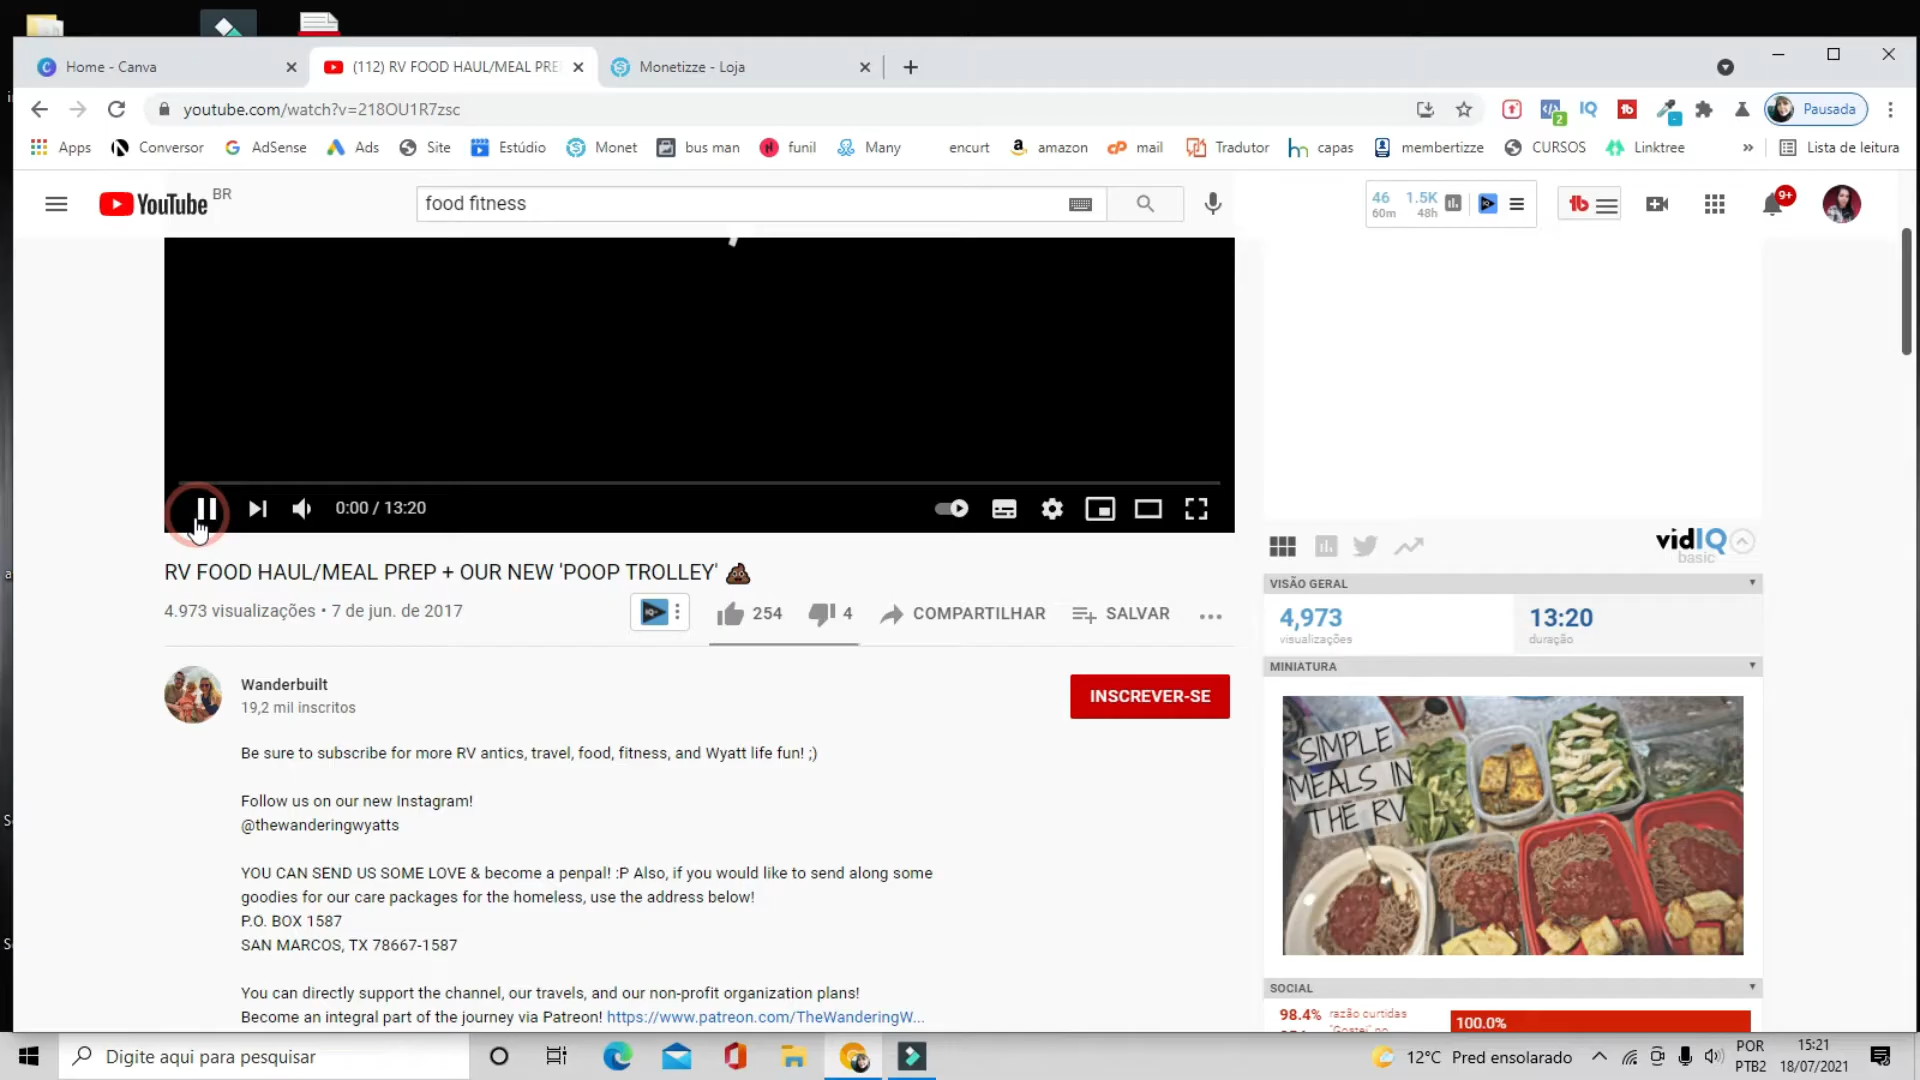 Home - Canva
(112) RV FOOD HAUL/MEAL PRE
Monetizze - Loja
youtube.com/watch?v=218OU1R7zsc
Pausada
Apps
Conversor
AdSense
Ads
Site
Estúdio
Monet
bus man
funil
Many
encurt
amazon
mail
Tradutor
capas
membertizze
CURSOS
Linktree
»
Lista de leitura
YouTube BR
food fitness
46
60m
1.5K
48h
9+
0:00 / 13:20
RV FOOD HAUL/MEAL PREP + OUR NEW 'POOP TROLLEY' 💩
4.973 visualizações • 7 de jun. de 2017
254
4
COMPARTILHAR
SALVAR
Wanderbuilt
19,2 mil inscritos
INSCREVER-SE
Be sure to subscribe for more RV antics, travel, food, fitness, and Wyatt life fun! ;)
Follow us on our new Instagram!
@thewanderingwyatts
YOU CAN SEND US SOME LOVE & become a penpal! :P Also, if you would like to send along some
goodies for our care packages for the homeless, use the address below!
P.O. BOX 1587
SAN MARCOS, TX 78667-1587
You can directly support the channel, our travels, and our non-profit organization plans!
Become an integral part of the journey via Patreon! https://www.patreon.com/TheWanderingW...
vidIQ
basic
VISÃO GERAL
4,973
visualizações
13:20
duração
MINIATURA
SIMPLE
MEALS IN
THE RV
SOCIAL
98.4%
razão curtidas
100.0%
Digite aqui para pesquisar
12°C Pred ensolarado
POR
PTB2
15:21
18/07/2021